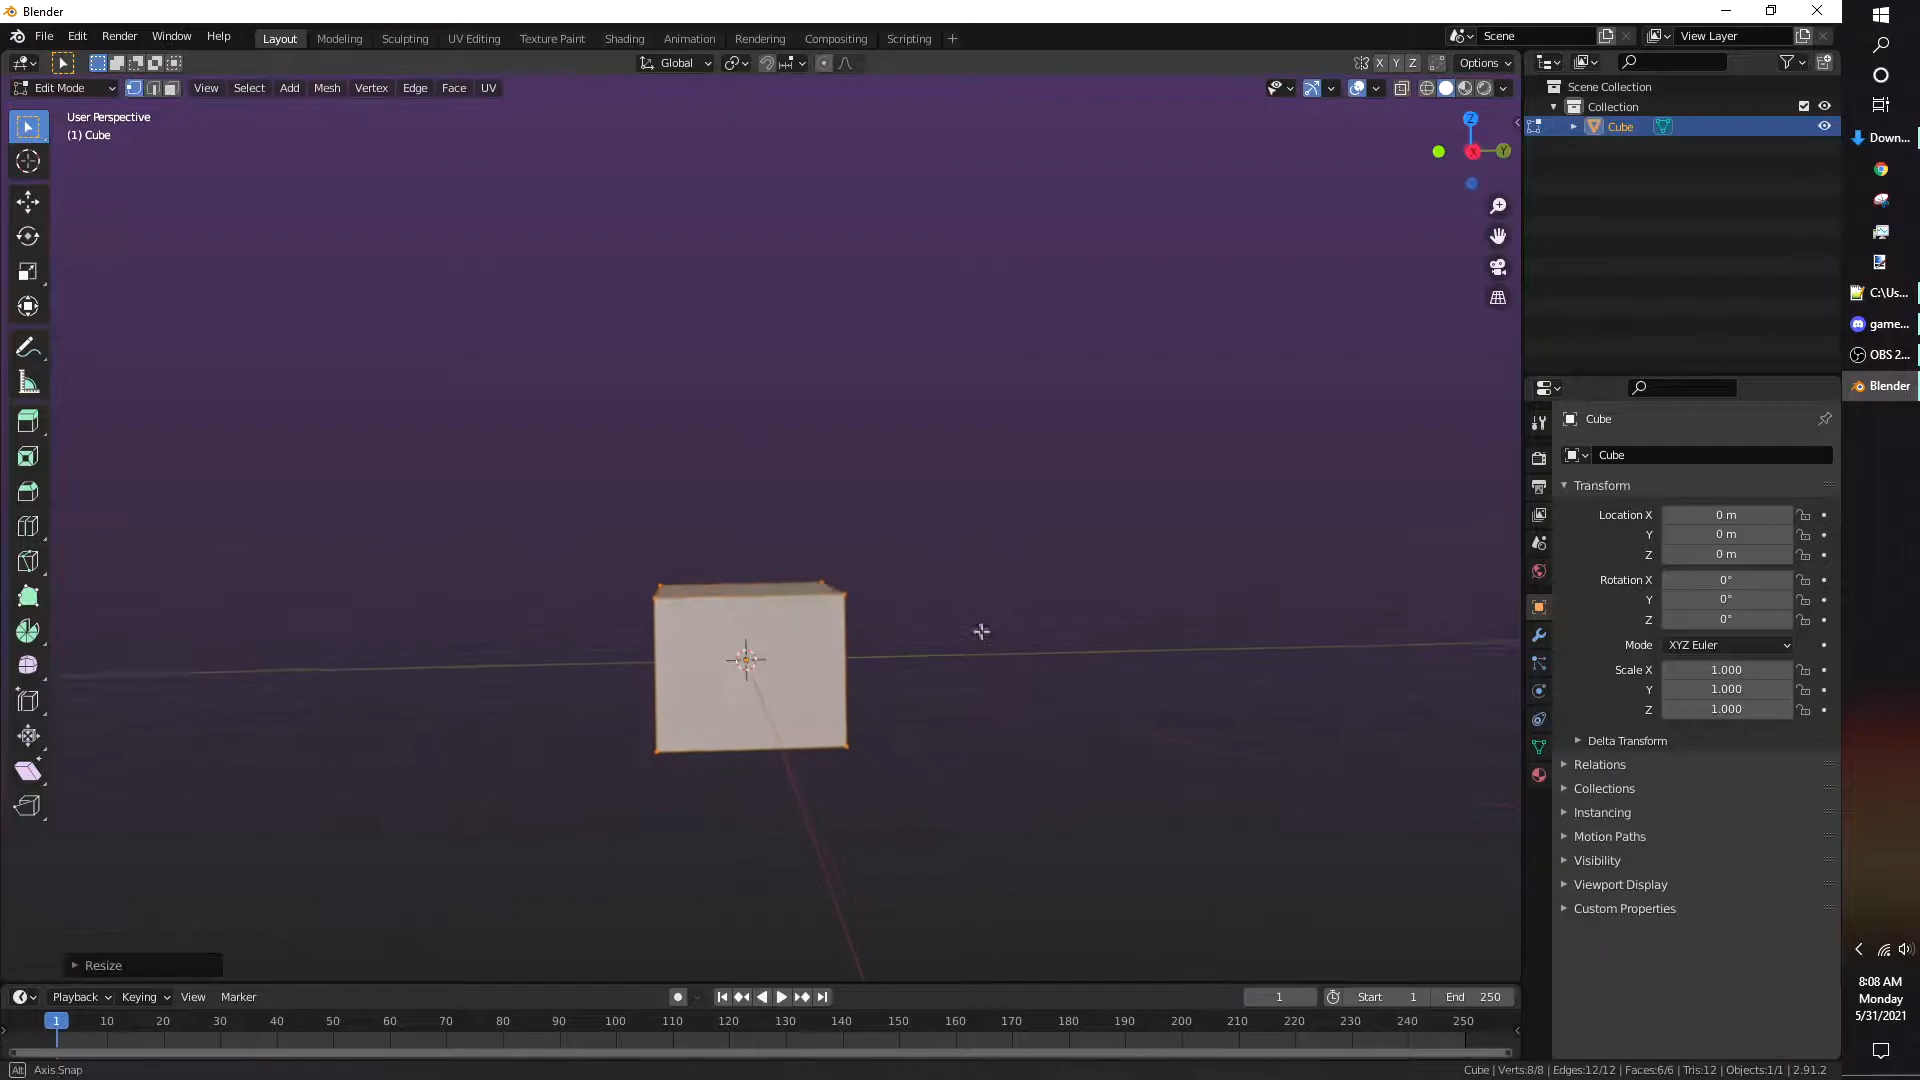 Blender
File Edit Render Window Help
Layout Modeling Sculpting UV Editing Texture Paint Shading Animation Rendering Compositing Scripting +
Scene
View Layer
Global
X Y Z
Options
Edit Mode
View Select Add Mesh Vertex Edge Face UV
User Perspective
(1) Cube
Z
X
Y
Scene Collection
Collection
Cube
Cube
Cube
Transform
Location X 0 m
Y 0 m
Z 0 m
Rotation X 0°
Y 0°
Z 0°
Mode XYZ Euler
Scale X 1.000
Y 1.000
Z 1.000
Delta Transform
Relations
Collections
Instancing
Motion Paths
Visibility
Viewport Display
Custom Properties
Resize
Playback Keying View Marker
1
Start 1
End 250
1 10 20 30 40 50 60 70 80 90 100 110 120 130 140 150 160 170 180 190 200 210 220 230 240 250
Alt Axis Snap
Cube | Verts:8/8 | Edges:12/12 | Faces:6/6 | Tris:12 | Objects:1/1 | 2.91.2
Down...
C:\Us...
game...
OBS 2...
Blender
8:08 AM
Monday
5/31/2021